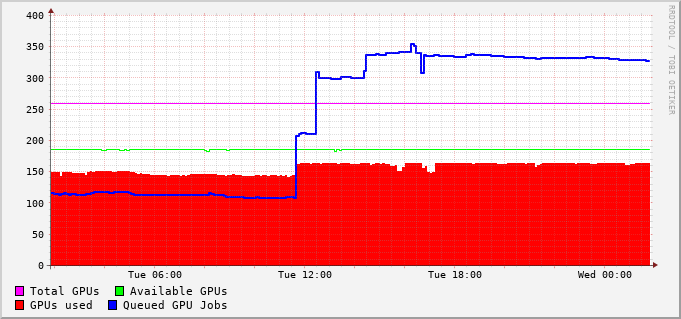 400
350
300
250
200
150
100
50
0
Tue 06:00 Tue 12:00 Tue 18:00 Wed 00:00
Total GPUs Available GPUs
GPUs used Queued GPU Jobs
RRDTOOL / TOBI OETIKER